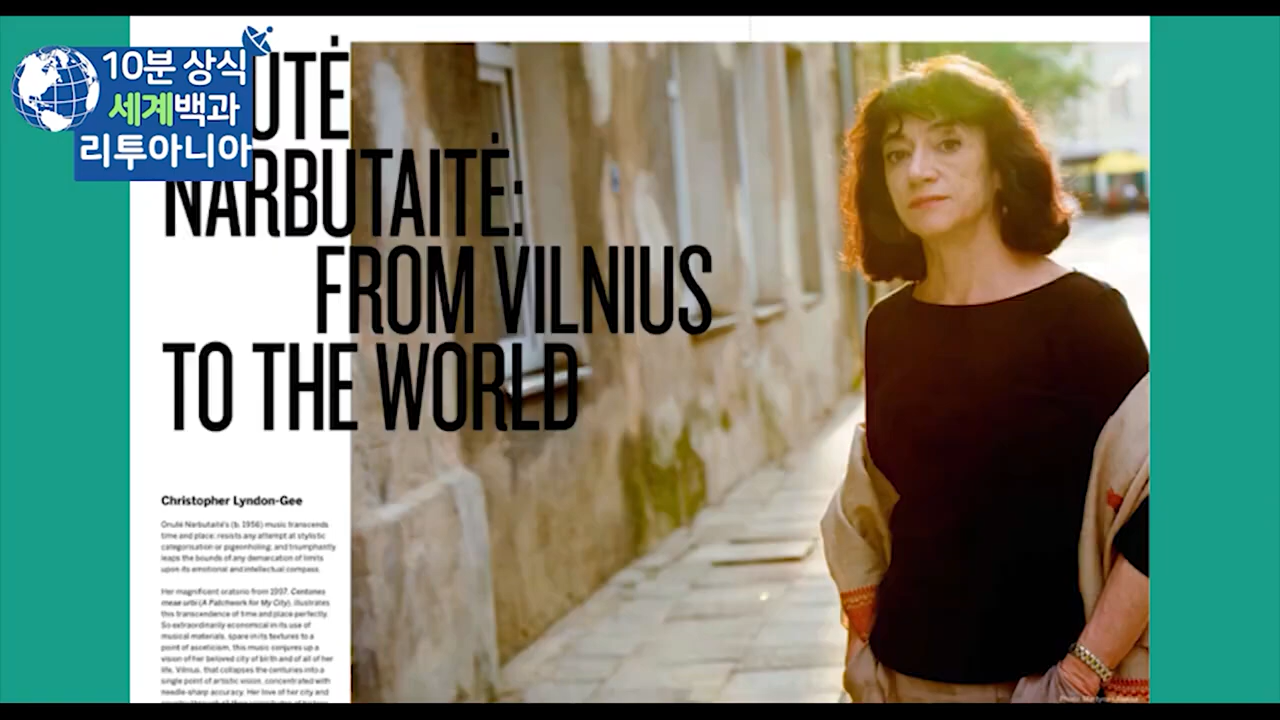 10분 상식
세계백과
리투아니아
UTĖ
NARBUTAITĖ:
FROM VILNIUS
TO THE WORLD
Christopher Lyndon-Gee
Onutė Narbutaitė's (b. 1956) music transcends
time and place; resists any attempt at stylistic
categorisation or pigeonholing; and triumphantly
leaps the bounds of any demarcation of limits
upon its emotional and intellectual compass.
Her magnificent oratorio from 1997, Centones
meae urbi (A Patchwork for My City), illustrates
this transcendence of time and place perfectly.
So extraordinarily economical in its use of
musical materials, spare in its textures to a
point of asceticism, this music conjures up a
vision of her beloved city of birth and of all of her
life, Vilnius, that collapses the centuries into a
single point of artistic vision, concentrated with
needle-sharp accuracy. Her love of her city and